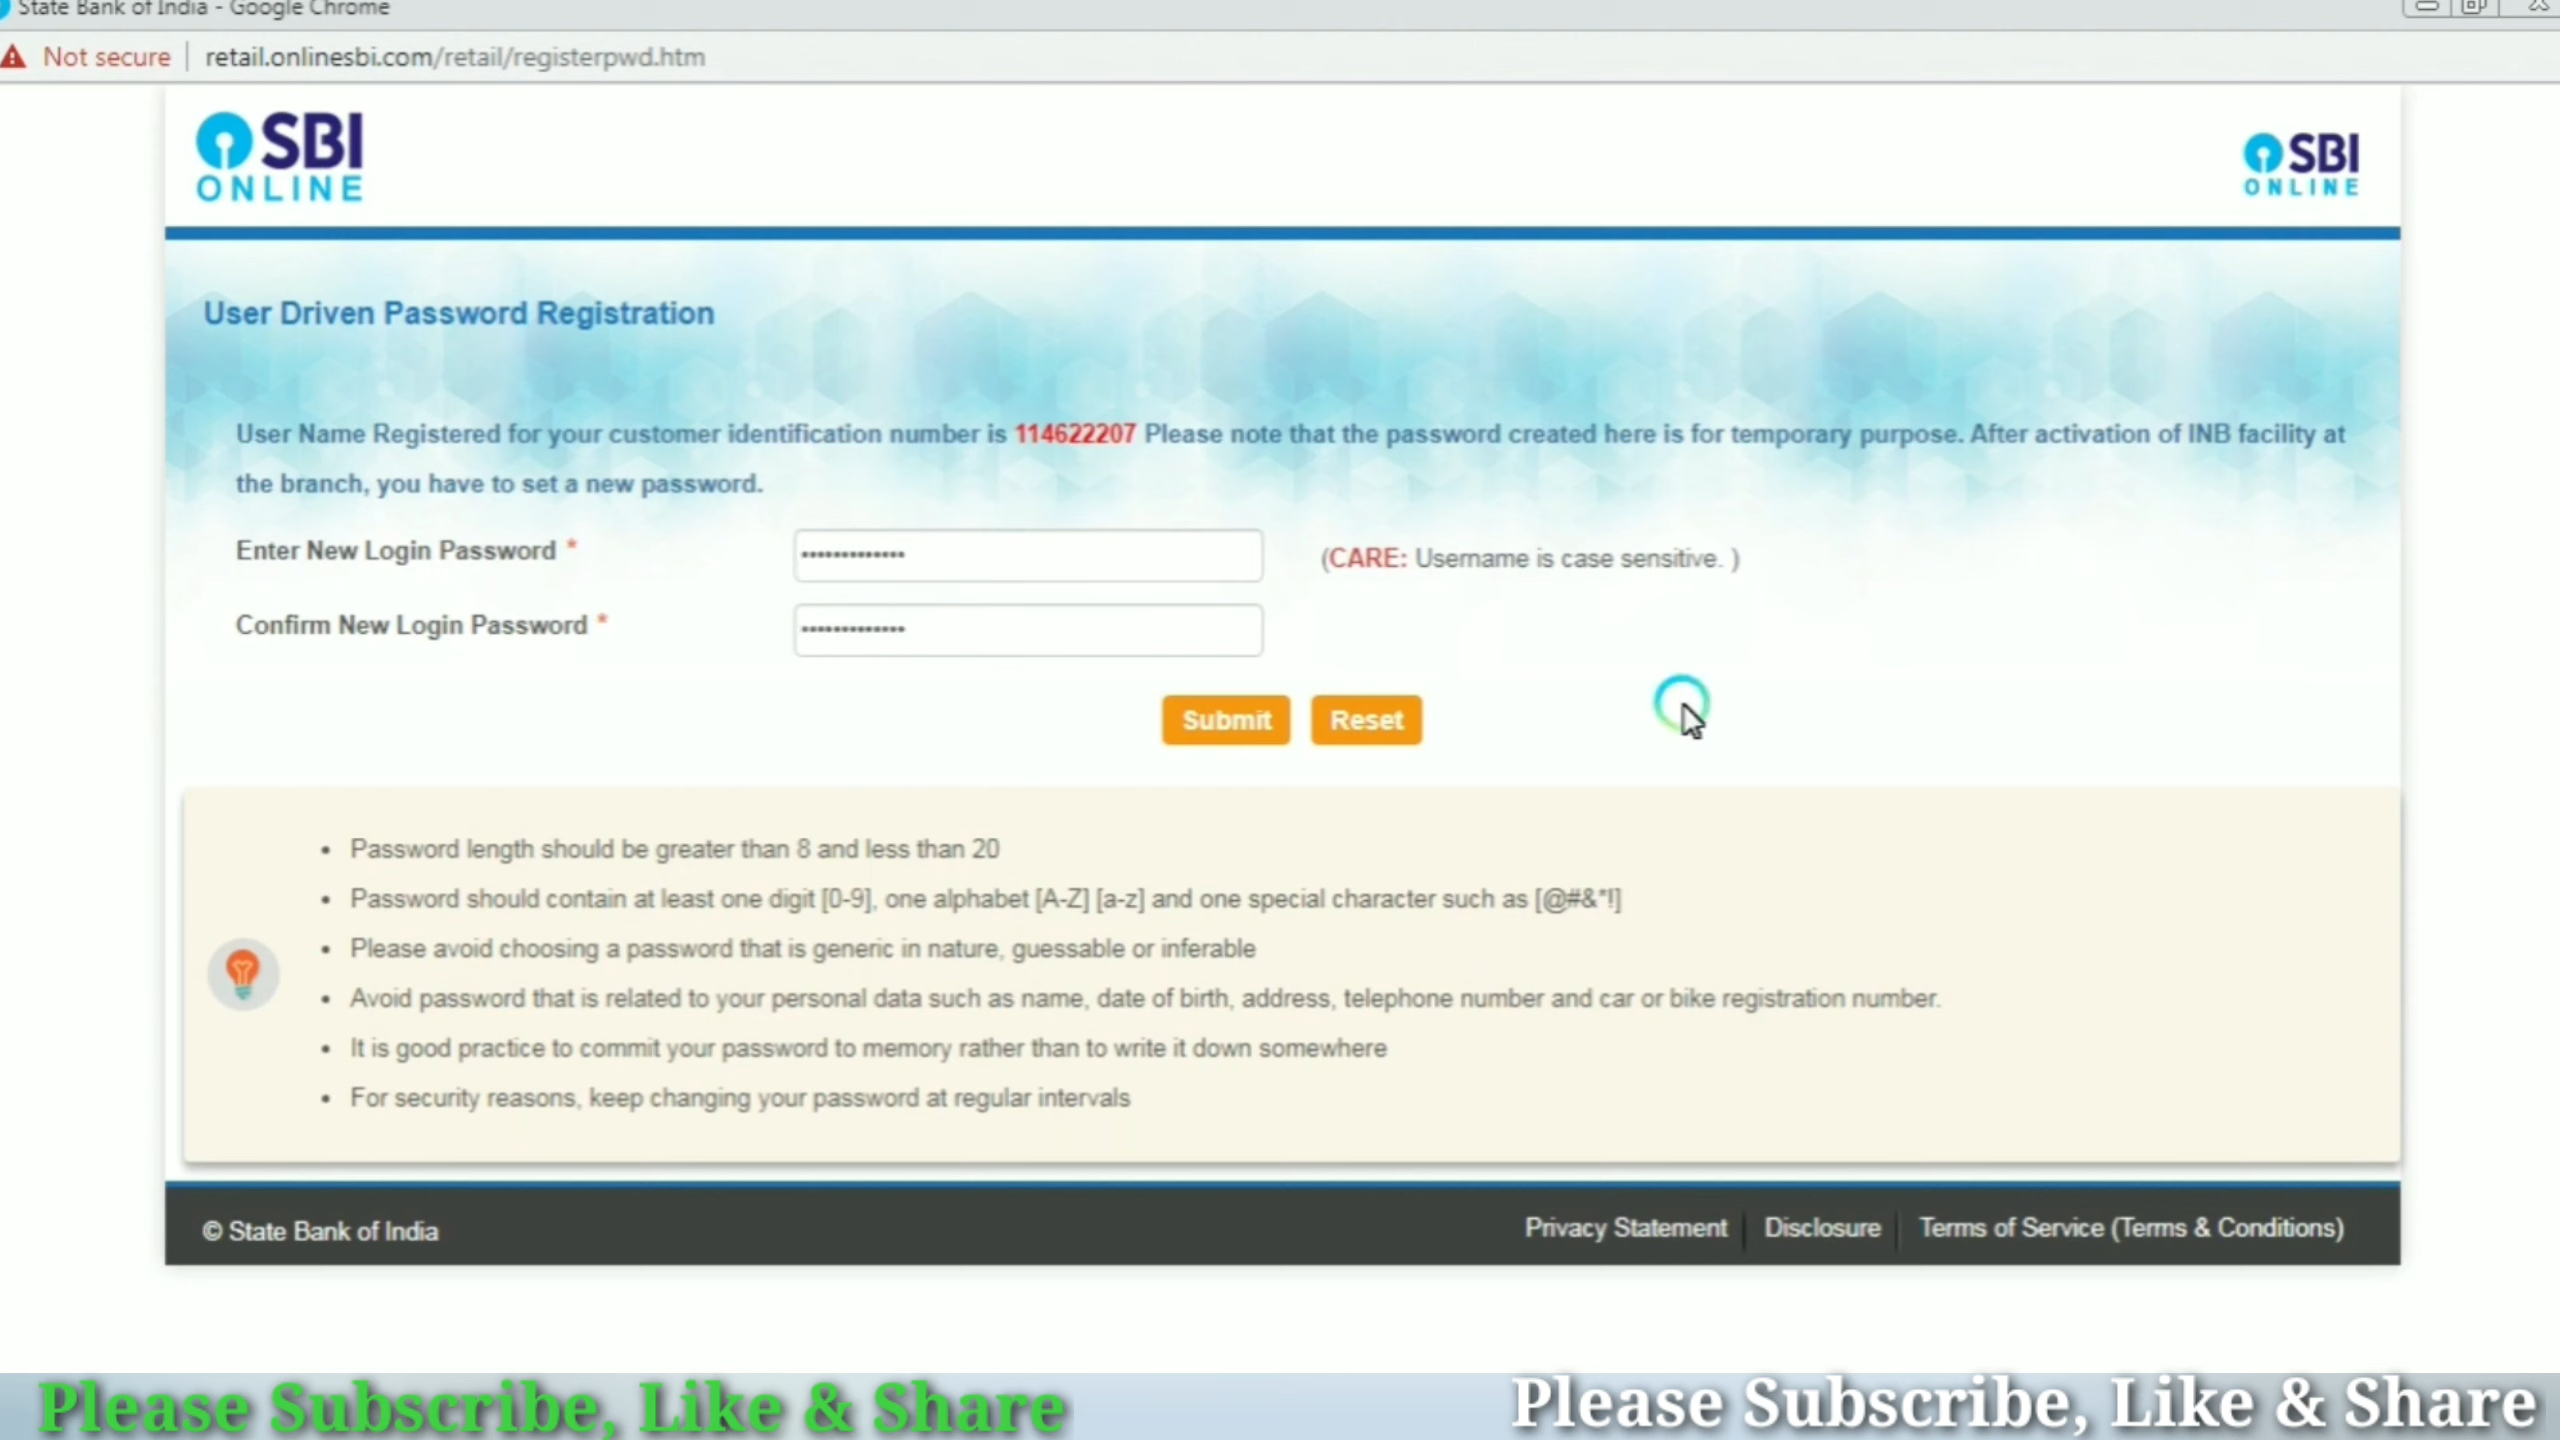 State Bank of India - Google Chrome
Not secure
retail.onlinesbi.com/retail/registerpwd.htm
SBI
ONLINE
SBI
ONLINE
User Driven Password Registration
User Name Registered for your customer identification number is 114622207 Please note that the password created here is for temporary purpose. After activation of INB facility at
the branch, you have to set a new password.
Enter New Login Password *
(CARE: Username is case sensitive. )
Confirm New Login Password *
Submit
Reset
• Password length should be greater than 8 and less than 20
• Password should contain at least one digit [0-9], one alphabet [A-Z] [a-z] and one special character such as [@#&*!]
• Please avoid choosing a password that is generic in nature, guessable or inferable
• Avoid password that is related to your personal data such as name, date of birth, address, telephone number and car or bike registration number.
• It is good practice to commit your password to memory rather than to write it down somewhere
• For security reasons, keep changing your password at regular intervals
© State Bank of India
Privacy Statement
Disclosure
Terms of Service (Terms & Conditions)
Please Subscribe, Like & Share
Please Subscribe, Like & Share